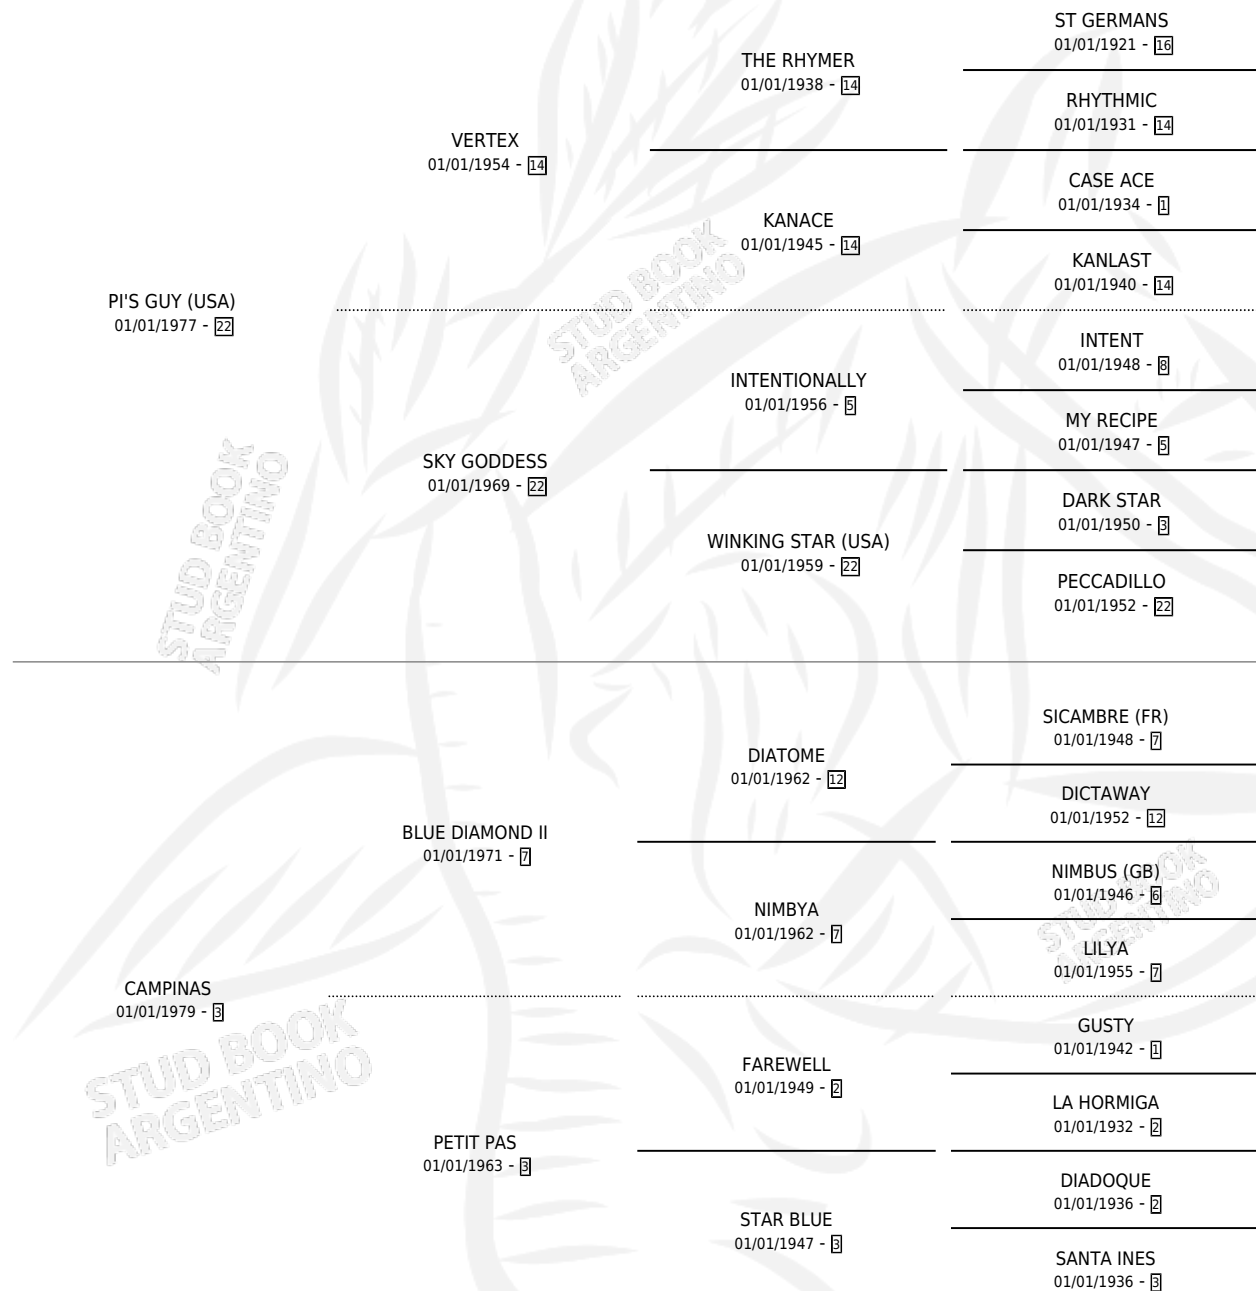 ST GERMANS
01/01/1921 - 16
THE RHYMER
01/01/1938 - 14
RHYTHMIC
01/01/1931 - 14
VERTEX
01/01/1954 - 14
CASE ACE
01/01/1934 - 1
KANACE
01/01/1945 - 14
KANLAST
01/01/1940 - 14
PI'S GUY (USA)
01/01/1977 - 22
INTENT
01/01/1948 - 8
INTENTIONALLY
01/01/1956 - 5
MY RECIPE
01/01/1947 - 5
SKY GODDESS
01/01/1969 - 22
DARK STAR
01/01/1950 - 3
WINKING STAR (USA)
01/01/1959 - 22
PECCADILLO
01/01/1952 - 22
SICAMBRE (FR)
01/01/1948 - 7
DIATOME
01/01/1962 - 12
DICTAWAY
01/01/1952 - 12
BLUE DIAMOND II
01/01/1971 - 7
NIMBUS (GB)
01/01/1946 - 6
NIMBYA
01/01/1962 - 7
LILYA
01/01/1955 - 7
CAMPINAS
01/01/1979 - 3
GUSTY
01/01/1942 - 1
FAREWELL
01/01/1949 - 2
LA HORMIGA
01/01/1932 - 2
PETIT PAS
01/01/1963 - 3
DIADOQUE
01/01/1936 - 2
STAR BLUE
01/01/1947 - 3
SANTA INES
01/01/1936 - 3
STUD BOOK
ARGENTINO
STUD BOOK
ARGENTINO
STUD BOOK
ARGENTINO
STUD BOOK
ARGENTINO